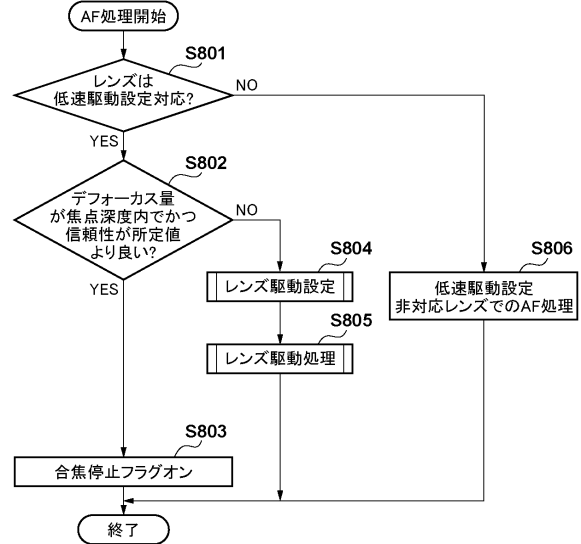 AF処理開始
S801
レンズは
低速駆動設定対応?
NO
YES
S802
デフォーカス量
が焦点深度内でかつ
信頼性が所定値
より良い?
NO
YES
S804
レンズ駆動設定
S805
レンズ駆動処理
S806
低速駆動設定
非対応レンズでのAF処理
S803
合焦停止フラグオン
終了